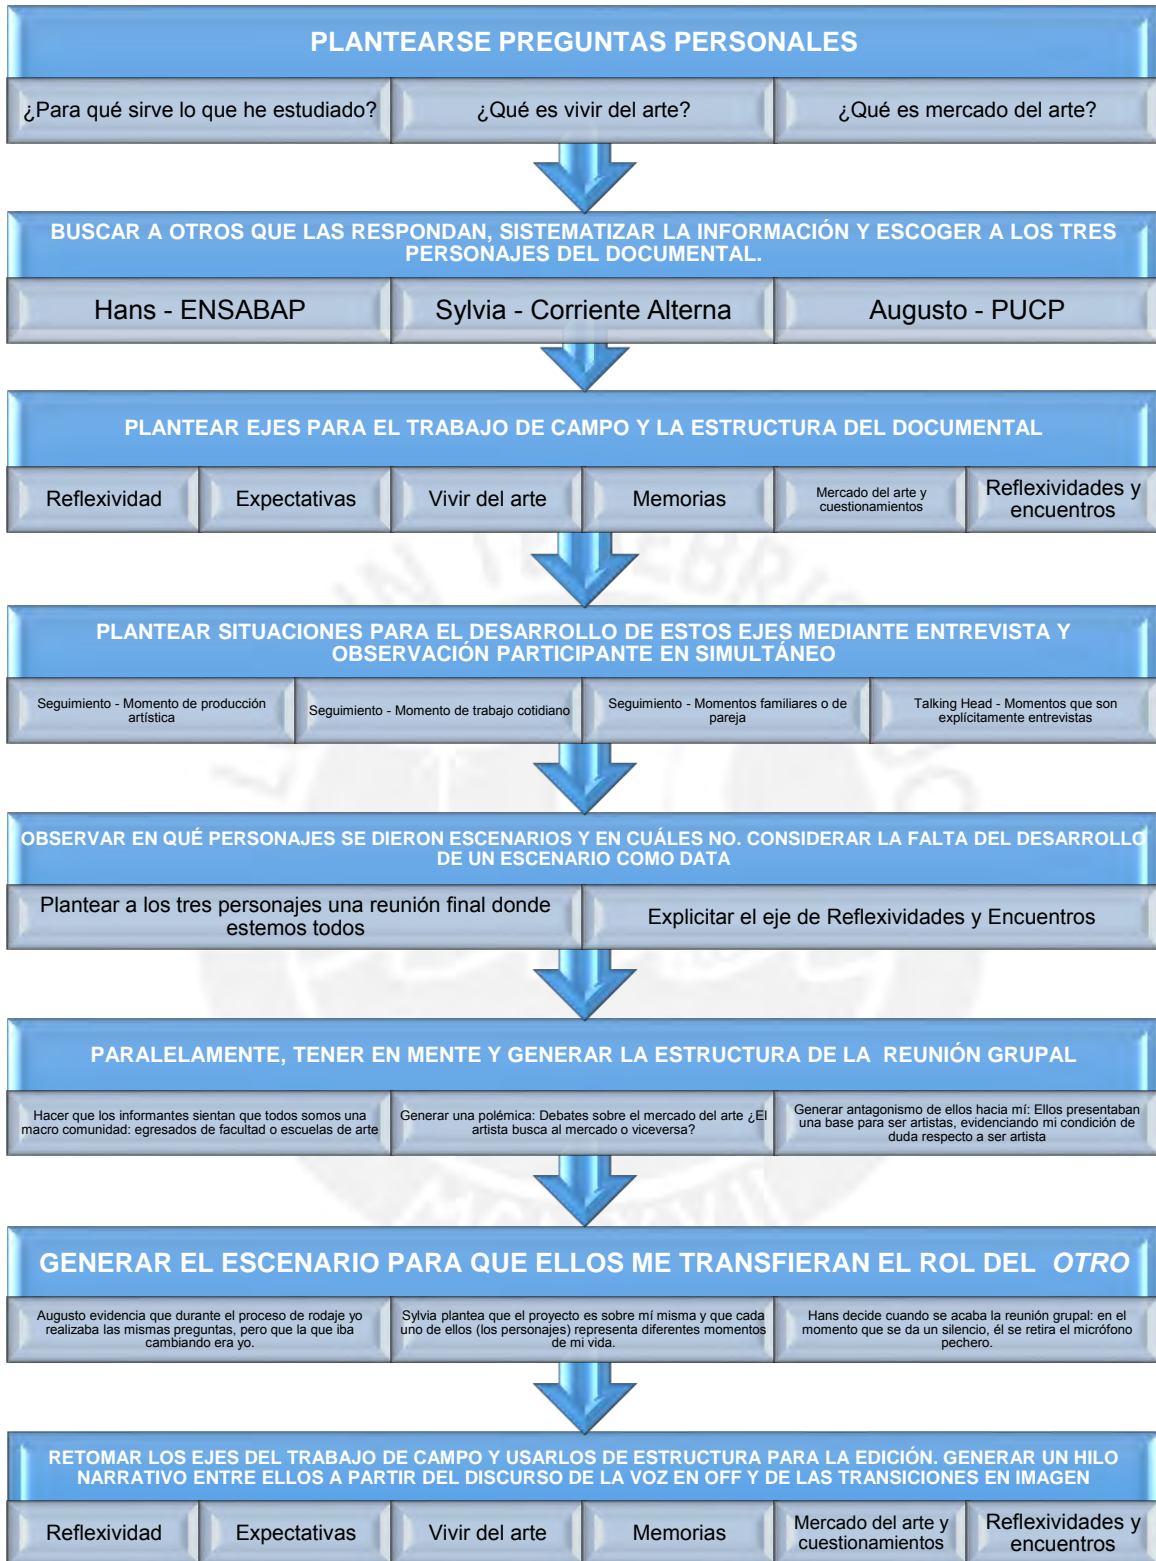 PLANTEARSE PREGUNTAS PERSONALES
¿Para qué sirve lo que he estudiado?
¿Qué es vivir del arte?
¿Qué es mercado del arte?
BUSCAR A OTROS QUE LAS RESPONDAN, SISTEMATIZAR LA INFORMACIÓN Y ESCOGER A LOS TRES
PERSONAJES DEL DOCUMENTAL.
Hans - ENSABAP
Sylvia - Corriente Alterna
Augusto - PUCP
PLANTEAR EJES PARA EL TRABAJO DE CAMPO Y LA ESTRUCTURA DEL DOCUMENTAL
Reflexividad
Expectativas
Vivir del arte
Memorias
Mercado del arte y
cuestionamientos
Reflexividades y
encuentros
PLANTEAR SITUACIONES PARA EL DESARROLLO DE ESTOS EJES MEDIANTE ENTREVISTA Y
OBSERVACIÓN PARTICIPANTE EN SIMULTÁNEO
Seguimiento - Momento de producción
artística
Seguimiento - Momento de trabajo cotidiano
Seguimiento - Momentos familiares o de
pareja
Talking Head - Momentos que son
explícitamente entrevistas
OBSERVAR EN QUÉ PERSONAJES SE DIERON ESCENARIOS Y EN CUÁLES NO. CONSIDERAR LA FALTA DEL DESARROLLO
DE UN ESCENARIO COMO DATA
Plantear a los tres personajes una reunión final donde
estemos todos
Explicitar el eje de Reflexividades y Encuentros
PARALELAMENTE, TENER EN MENTE Y GENERAR LA ESTRUCTURA DE LA  REUNIÓN GRUPAL
Hacer que los informantes sientan que todos somos una
macro comunidad: egresados de facultad o escuelas de arte
Generar una polémica: Debates sobre el mercado del arte ¿El
artista busca al mercado o viceversa?
Generar antagonismo de ellos hacia mí: Ellos presentaban
una base para ser artistas, evidenciando mi condición de
duda respecto a ser artista
GENERAR EL ESCENARIO PARA QUE ELLOS ME TRANSFIERAN EL ROL DEL  OTRO
Augusto evidencia que durante el proceso de rodaje yo
realizaba las mismas preguntas, pero que la que iba
cambiando era yo.
Sylvia plantea que el proyecto es sobre mí misma y que cada
uno de ellos (los personajes) representa diferentes momentos
de mi vida.
Hans decide cuando se acaba la reunión grupal: en el
momento que se da un silencio, él se retira el micrófono
pechero.
RETOMAR LOS EJES DEL TRABAJO DE CAMPO Y USARLOS DE ESTRUCTURA PARA LA EDICIÓN. GENERAR UN HILO
NARRATIVO ENTRE ELLOS A PARTIR DEL DISCURSO DE LA VOZ EN OFF Y DE LAS TRANSICIONES EN IMAGEN
Reflexividad
Expectativas
Vivir del arte
Memorias
Mercado del arte y
cuestionamientos
Reflexividades y
encuentros